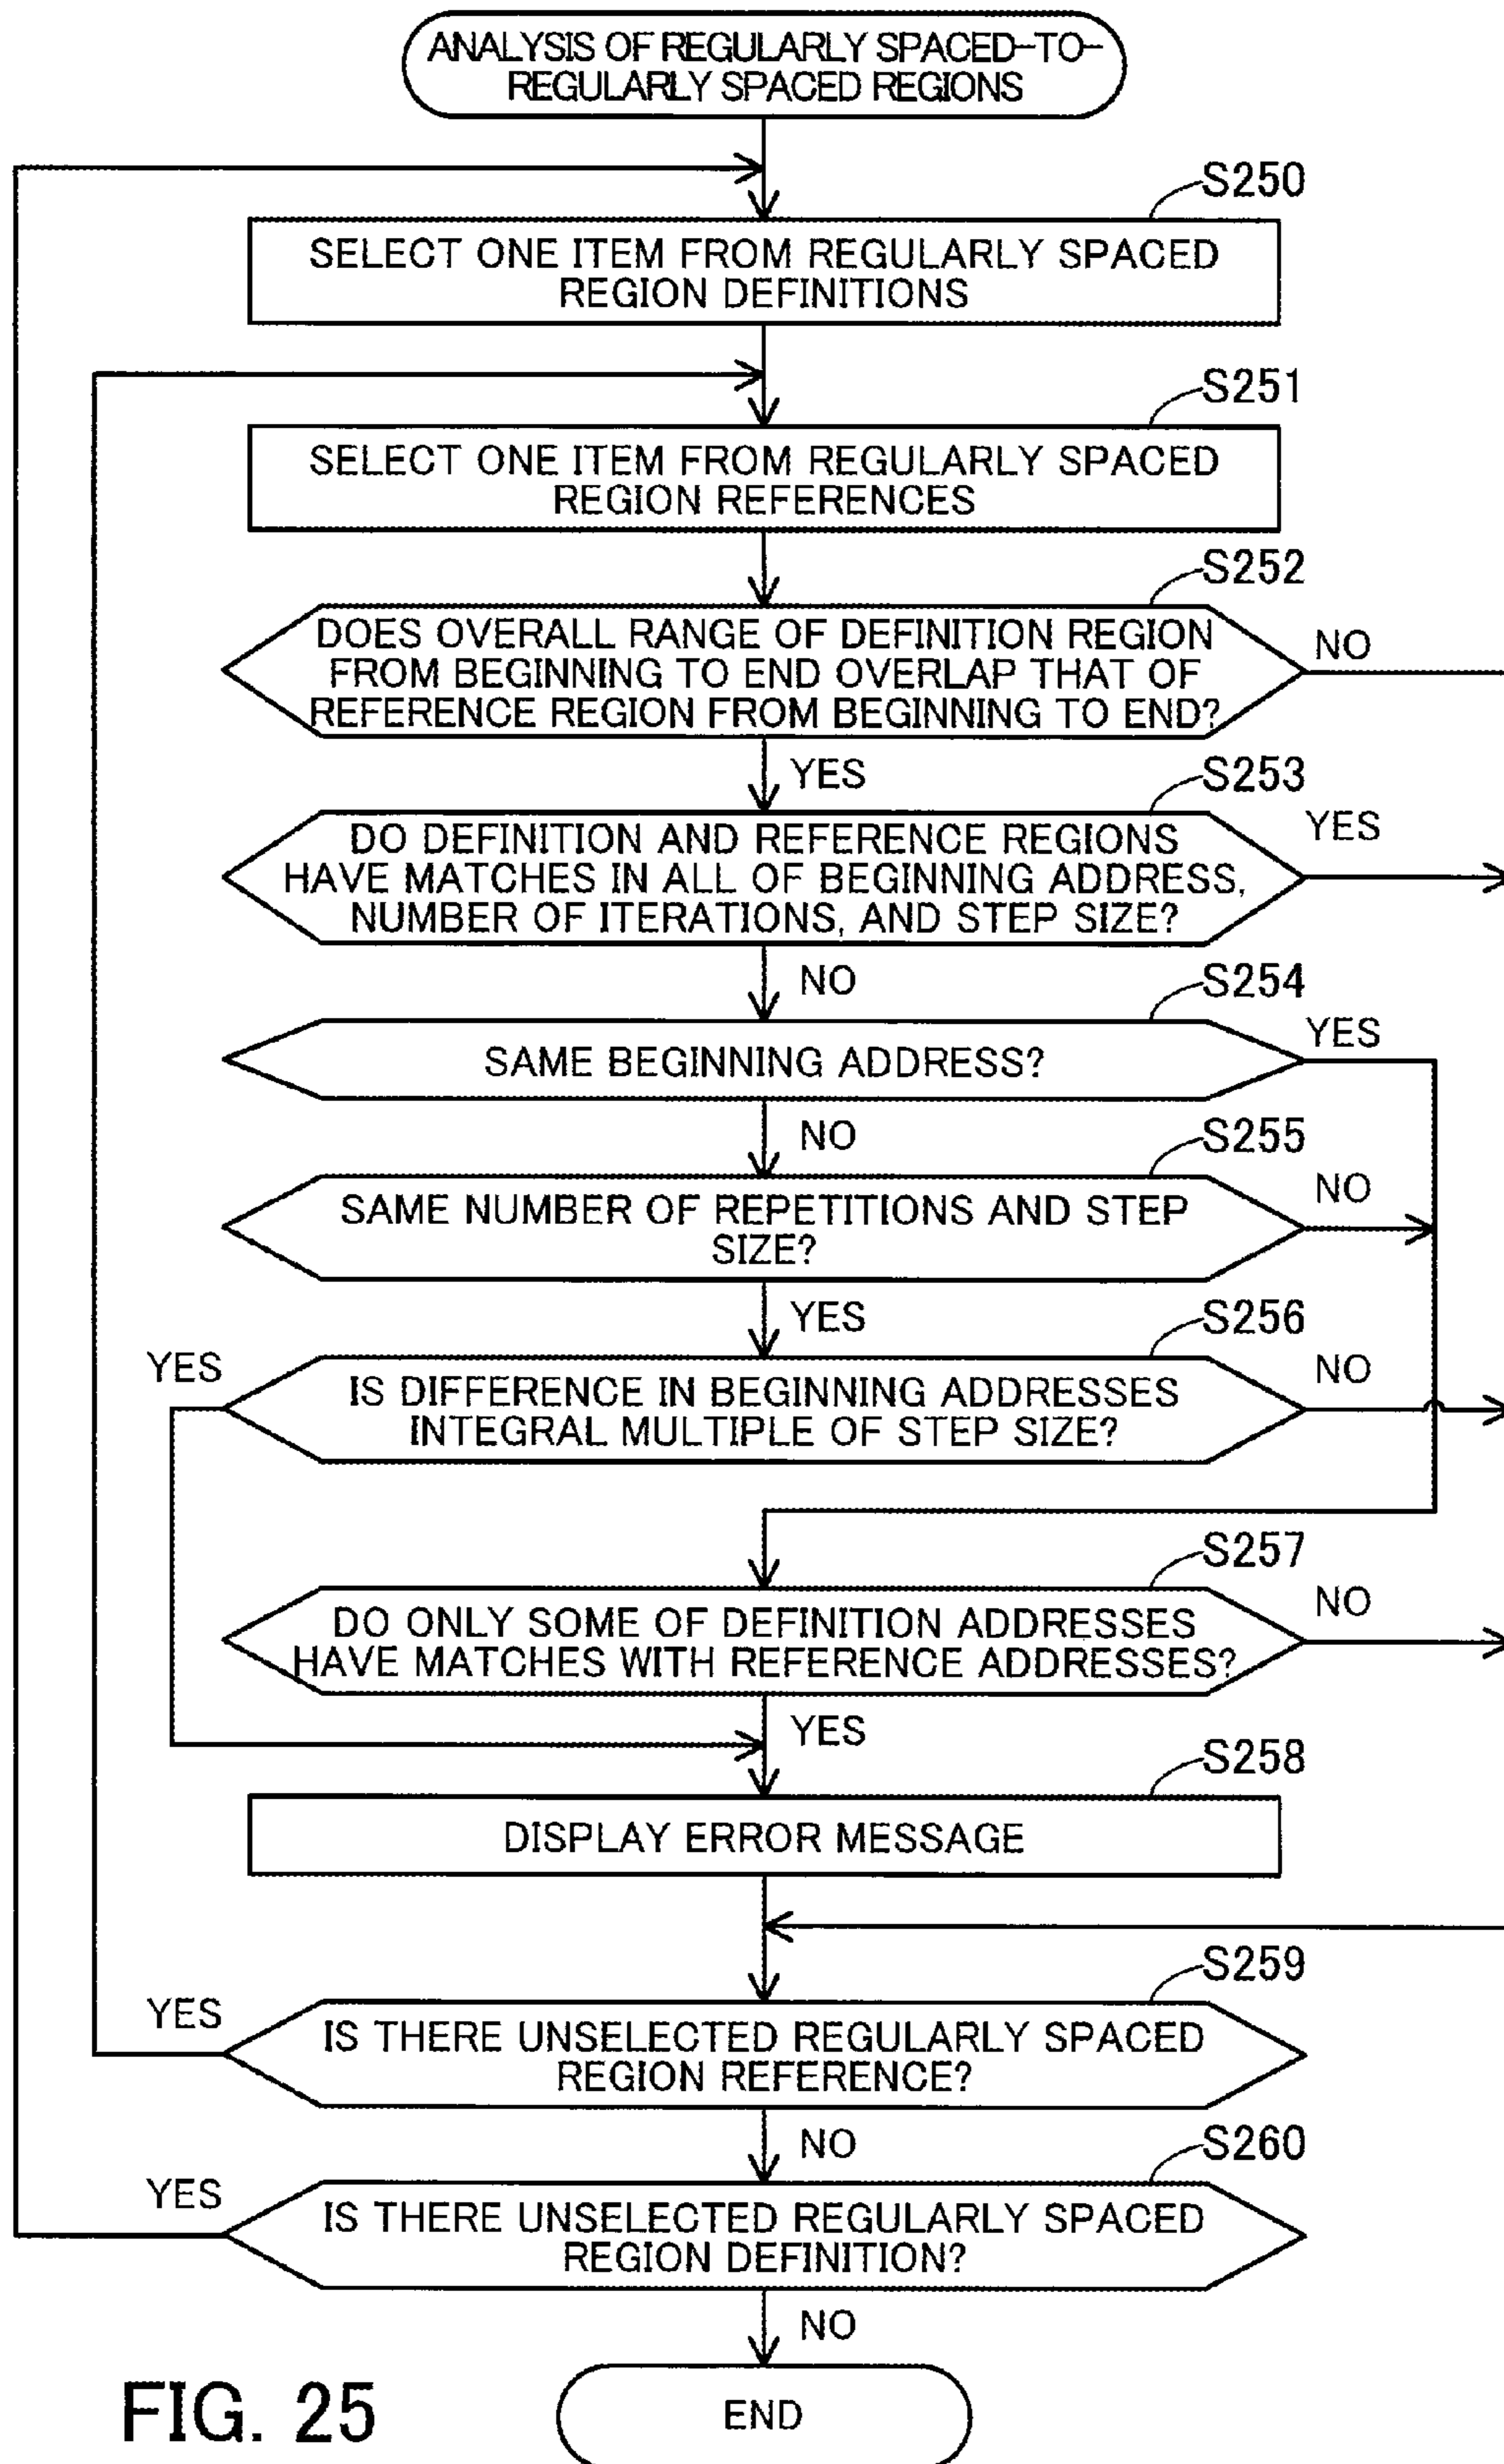 ANALYSIS OF REGULARLY SPACED-TO-
REGULARLY SPACED REGIONS
S250
SELECT ONE ITEM FROM REGULARLY SPACED
REGION DEFINITIONS
S251
SELECT ONE ITEM FROM REGULARLY SPACED
REGION REFERENCES
S252
DOES OVERALL RANGE OF DEFINITION REGION
FROM BEGINNING TO END OVERLAP THAT OF
REFERENCE REGION FROM BEGINNING TO END?
NO
YES
S253
DO DEFINITION AND REFERENCE REGIONS
HAVE MATCHES IN ALL OF BEGINNING ADDRESS,
NUMBER OF ITERATIONS, AND STEP SIZE?
YES
NO
S254
SAME BEGINNING ADDRESS?
YES
NO
S255
SAME NUMBER OF REPETITIONS AND STEP
SIZE?
NO
YES
S256
YES
IS DIFFERENCE IN BEGINNING ADDRESSES
INTEGRAL MULTIPLE OF STEP SIZE?
NO
S257
DO ONLY SOME OF DEFINITION ADDRESSES
HAVE MATCHES WITH REFERENCE ADDRESSES?
NO
YES
S258
DISPLAY ERROR MESSAGE
S259
YES
IS THERE UNSELECTED REGULARLY SPACED
REGION REFERENCE?
NO
S260
YES
IS THERE UNSELECTED REGULARLY SPACED
REGION DEFINITION?
NO
END
FIG. 25